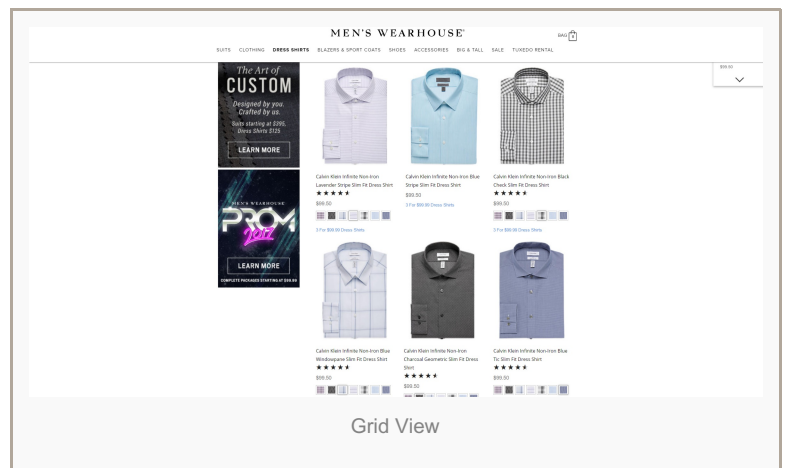 MEN'S WEARHOUSE®
BAG 0
SUITS CLOTHING DRESS SHIRTS BLAZERS & SPORT COATS SHOES ACCESSORIES BIG & TALL SALE TUXEDO RENTAL
$99.50
The Art of
CUSTOM
Designed by you.
Crafted by us.
Suits starting at $395,
Dress Shirts $125
LEARN MORE
MEN'S WEARHOUSE
PROM
2017
LEARN MORE
COMPLETE PACKAGES STARTING AT $99.99
Calvin Klein Infinite Non-Iron
Lavender Stripe Slim Fit Dress Shirt
$99.50
3 For $99.99 Dress Shirts
Calvin Klein Infinite Non-Iron Blue
Stripe Slim Fit Dress Shirt
$99.50
3 For $99.99 Dress Shirts
Calvin Klein Infinite Non-Iron Black
Check Slim Fit Dress Shirt
$99.50
3 For $99.99 Dress Shirts
Calvin Klein Infinite Non-Iron Blue
Windowpane Slim Fit Dress Shirt
$99.50
Calvin Klein Infinite Non-Iron
Charcoal Geometric Slim Fit Dress
Shirt
$99.50
Calvin Klein Infinite Non-Iron Blue
Tic Slim Fit Dress Shirt
$99.50
Grid View